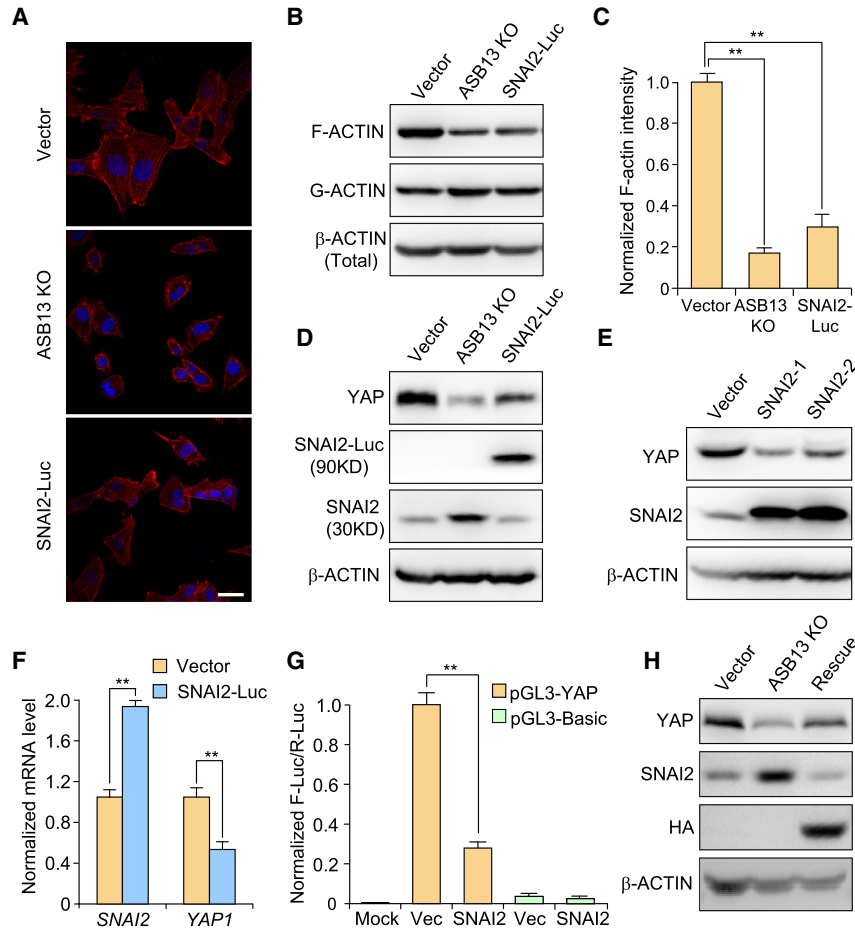 A
Vector
ASB13 KO
SNAI2-Luc
B
Vector
ASB13 KO
SNAI2-Luc
F-ACTIN
G-ACTIN
β-ACTIN
(Total)
C
**
**
Normalized F-actin intensity
1.0
0.8
0.6
0.4
0.2
0
Vector
ASB13
KO
SNAI2-
Luc
D
Vector
ASB13 KO
SNAI2-Luc
YAP
SNAI2-Luc
(90KD)
SNAI2
(30KD)
β-ACTIN
E
Vector
SNAI2-1
SNAI2-2
YAP
SNAI2
β-ACTIN
F
Vector
SNAI2-Luc
Normalized mRNA level
2.0
1.6
1.2
0.8
0.4
0
**
**
SNAI2
YAP1
G
pGL3-YAP
pGL3-Basic
**
Normalized F-Luc/R-Luc
1.0
0.8
0.6
0.4
0.2
0
Mock
Vec
SNAI2
Vec
SNAI2
H
Vector
ASB13 KO
Rescue
YAP
SNAI2
HA
β-ACTIN